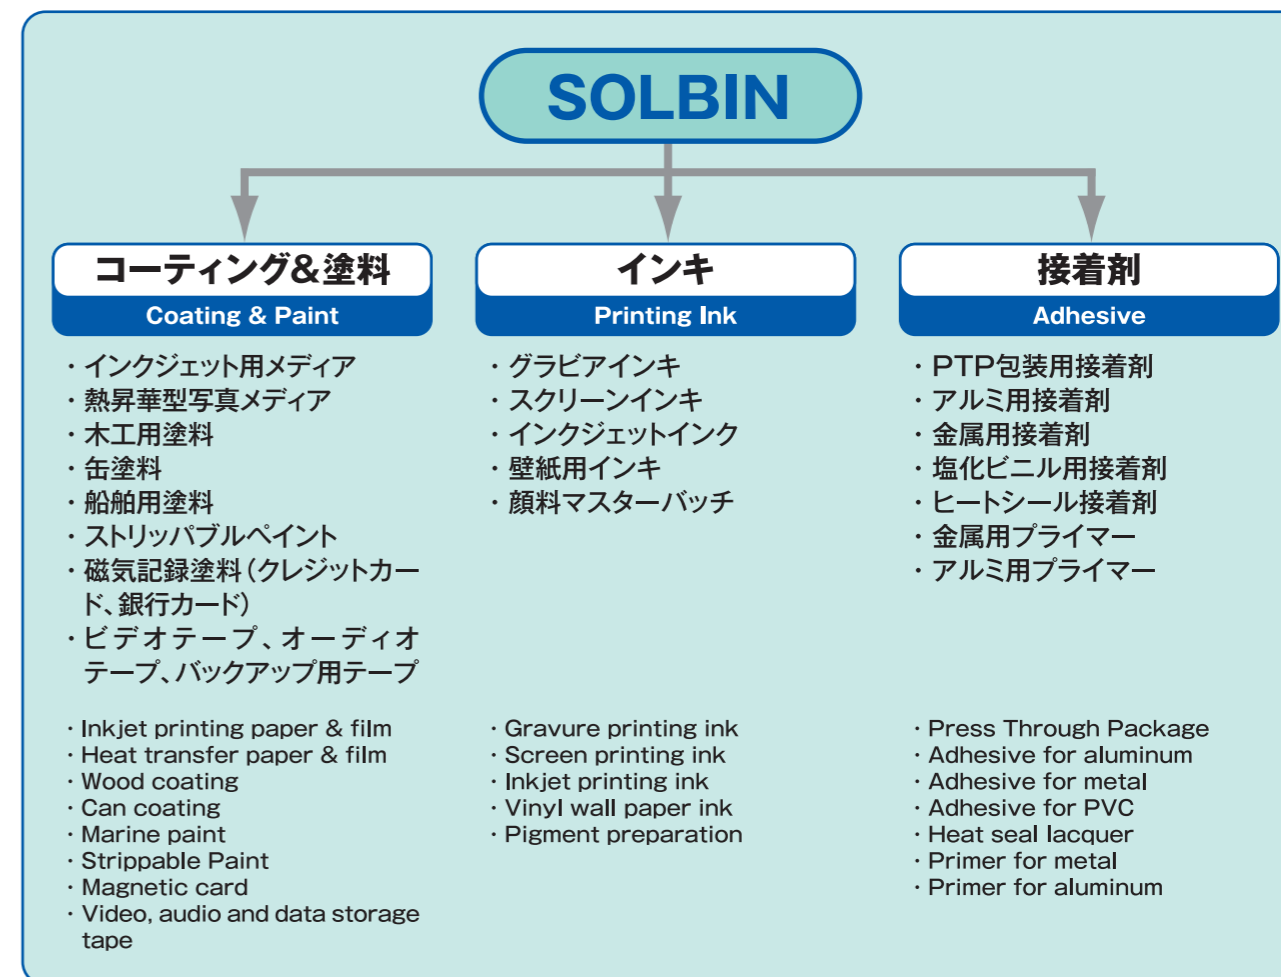 SOLBIN
コーティング&塗料
Coating & Paint
・インクジェット用メディア
・熱昇華型写真メディア
・木工用塗料
・缶塗料
・船舶用塗料
・ストリッパブルペイント
・磁気記録塗料(クレジットカー
ド、銀行カード)
・ビデオテープ、オーディオ
テープ、バックアップ用テープ
・Inkjet printing paper & film
・Heat transfer paper & film
・Wood coating
・Can coating
・Marine paint
・Strippable Paint
・Magnetic card
・Video, audio and data storage
tape
インキ
Printing Ink
・グラビアインキ
・スクリーンインキ
・インクジェットインク
・壁紙用インキ
・顔料マスターバッチ
・Gravure printing ink
・Screen printing ink
・Inkjet printing ink
・Vinyl wall paper ink
・Pigment preparation
接着剤
Adhesive
・PTP包装用接着剤
・アルミ用接着剤
・金属用接着剤
・塩化ビニル用接着剤
・ヒートシール接着剤
・金属用プライマー
・アルミ用プライマー
・Press Through Package
・Adhesive for aluminum
・Adhesive for metal
・Adhesive for PVC
・Heat seal lacquer
・Primer for metal
・Primer for aluminum